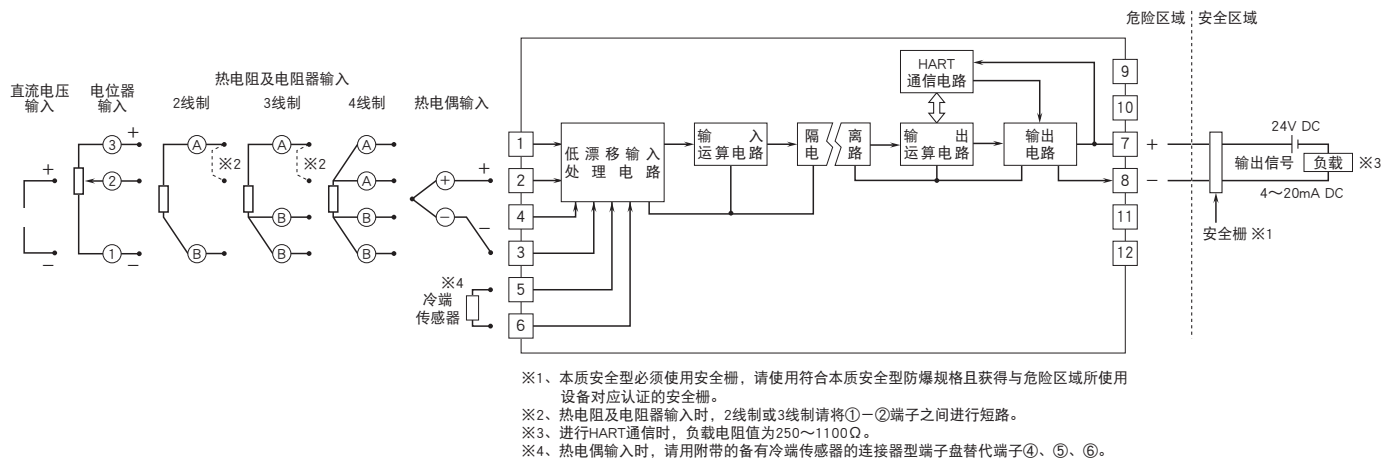 危险区域 安全区域
直流电压
输入
电位器
输入
热电阻及电阻器输入
2线制 3线制 4线制
热电偶输入
+
−
3 +
2
1 −
A ※2
B
A ※2
B
B
A
A
B
B
+ +
− −
※4
冷端
传感器
1
2
4
3
5
6
低漂移输入
处理电路
输入
运算电路
隔离
电路
HART
通信电路
输出
运算电路
输出
电路
9
10
7 +
8 −
11
12
24V DC
输出信号 负载 ※3
4～20mA DC
安全栅 ※1
※1、本质安全型必须使用安全栅，请使用符合本质安全型防爆规格且获得与危险区域所使用
设备对应认证的安全栅。
※2、热电阻及电阻器输入时，2线制或3线制请将①－②端子之间进行短路。
※3、进行HART通信时，负载电阻值为250～1100Ω。
※4、热电偶输入时，请用附带的备有冷端传感器的连接器型端子盘替代端子④、⑤、⑥。